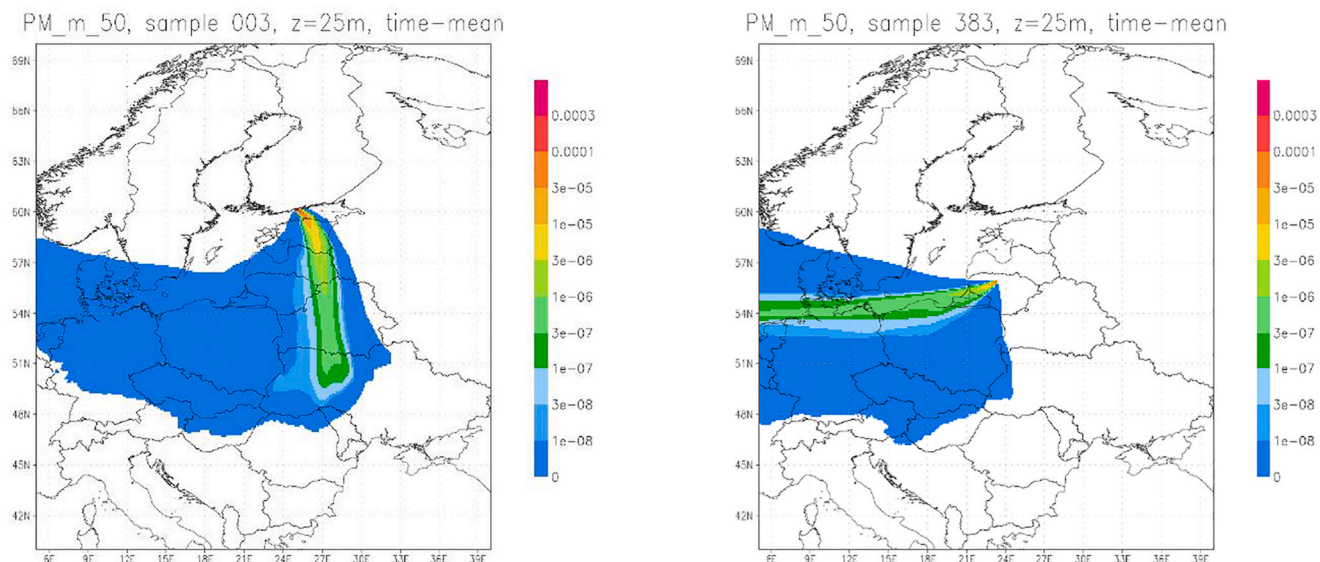 PM_m_50, sample 003, z=25m, time-mean
69N
66N
63N
60N
57N
54N
51N
48N
45N
42N
6E 9E 12E 15E 18E 21E 24E 27E 30E 33E 36E 39E
0.0003
0.0001
3e-05
1e-05
3e-06
1e-06
3e-07
1e-07
3e-08
1e-08
0
PM_m_50, sample 383, z=25m, time-mean
69N
66N
63N
60N
57N
54N
51N
48N
45N
42N
6E 9E 12E 15E 18E 21E 24E 27E 30E 33E 36E 39E
0.0003
0.0001
3e-05
1e-05
3e-06
1e-06
3e-07
1e-07
3e-08
1e-08
0